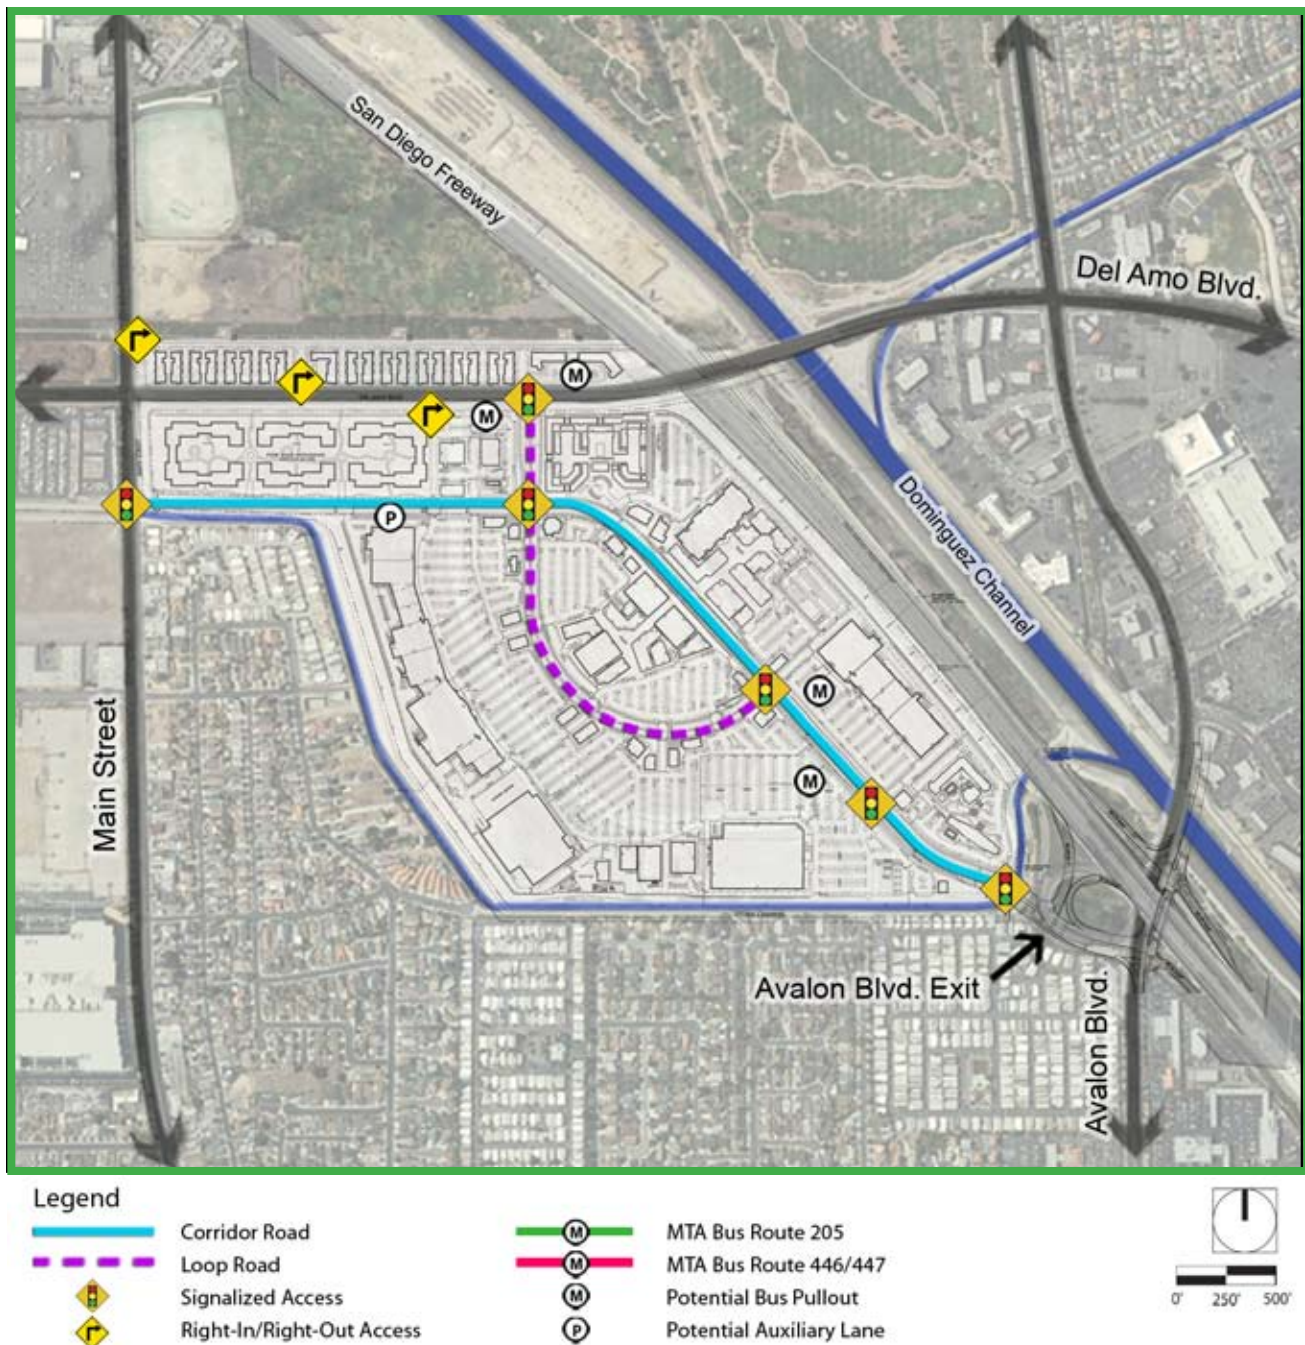 San Diego Freeway
Del Amo Blvd.
M
M
P
Dominguez Channel
M
Main Street
M
Avalon Blvd. Exit
Avalon Blvd.
Legend
Corridor Road
Loop Road
Signalized Access
Right-In/Right-Out Access
M MTA Bus Route 205
M MTA Bus Route 446/447
M Potential Bus Pullout
P Potential Auxiliary Lane
0' 250' 500'